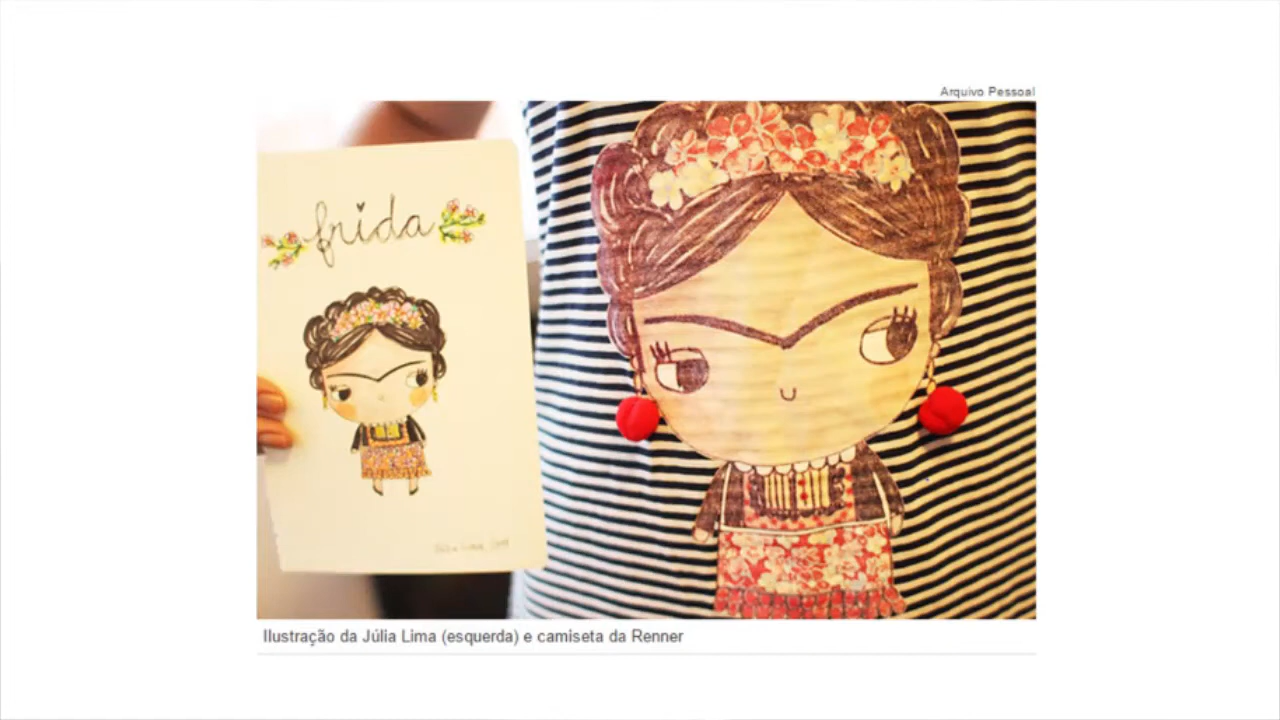 Arquivo Pessoal
frida
Ilustração da Júlia Lima (esquerda) e camiseta da Renner